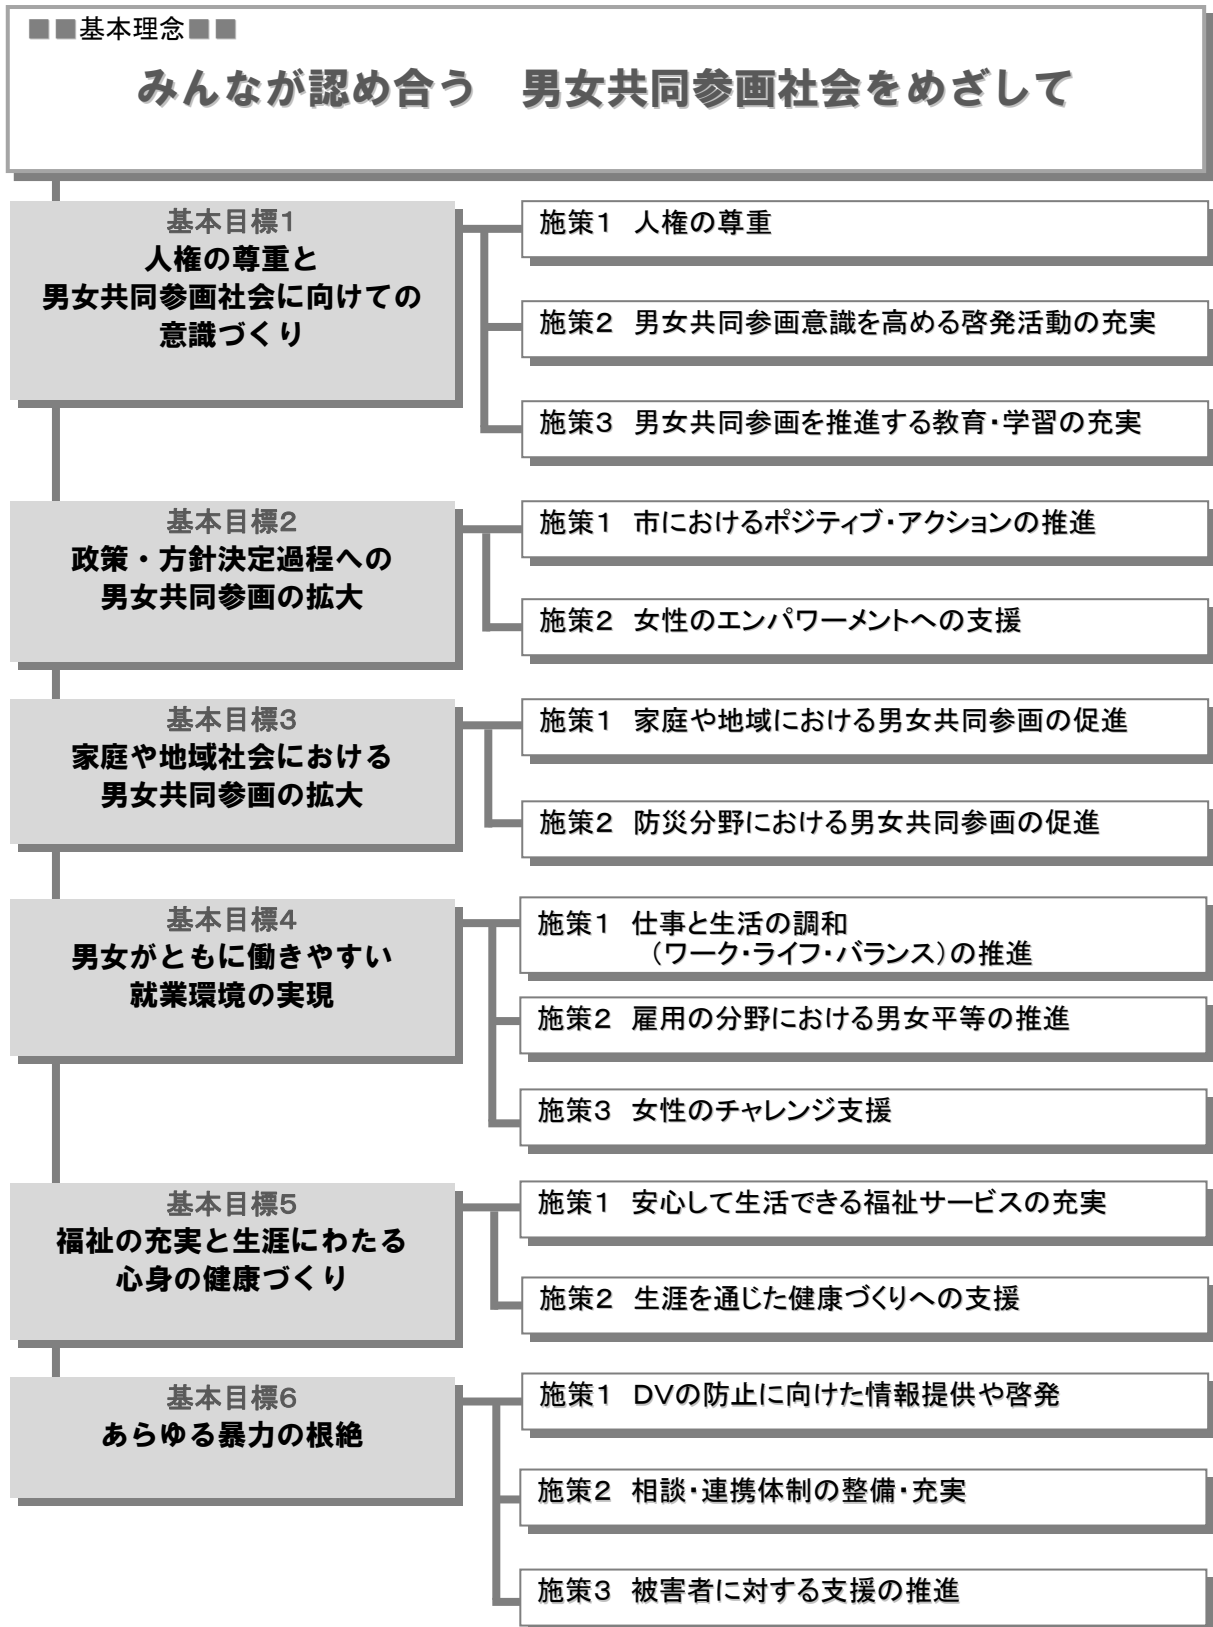 ■■基本理念■■
みんなが認め合う　男女共同参画社会をめざして
基本目標1
人権の尊重と
男女共同参画社会に向けての
意識づくり
施策1　人権の尊重
施策2　男女共同参画意識を高める啓発活動の充実
施策3　男女共同参画を推進する教育・学習の充実
基本目標2
政策・方針決定過程への
男女共同参画の拡大
施策1　市におけるポジティブ・アクションの推進
施策2　女性のエンパワーメントへの支援
基本目標3
家庭や地域社会における
男女共同参画の拡大
施策1　家庭や地域における男女共同参画の促進
施策2　防災分野における男女共同参画の促進
基本目標4
男女がともに働きやすい
就業環境の実現
施策1　仕事と生活の調和
（ワーク・ライフ・バランス）の推進
施策2　雇用の分野における男女平等の推進
施策3　女性のチャレンジ支援
基本目標5
福祉の充実と生涯にわたる
心身の健康づくり
施策1　安心して生活できる福祉サービスの充実
施策2　生涯を通じた健康づくりへの支援
基本目標6
あらゆる暴力の根絶
施策1　DVの防止に向けた情報提供や啓発
施策2　相談・連携体制の整備・充実
施策3　被害者に対する支援の推進